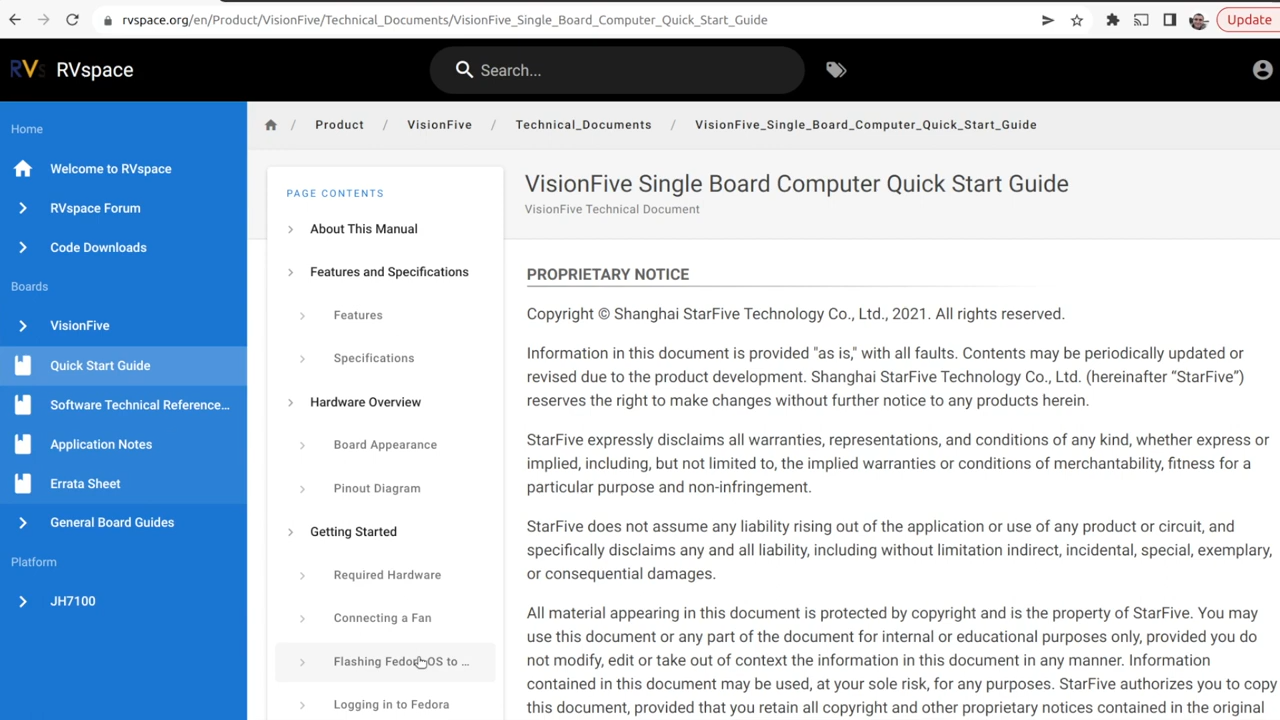 rvspace.org/en/Product/VisionFive/Technical_Documents/VisionFive_Single_Board_Computer_Quick_Start_Guide
Update
RV
RVspace
Search...
Home
Welcome to RVspace
RVspace Forum
Code Downloads
Boards
VisionFive
Quick Start Guide
Software Technical Reference...
Application Notes
Errata Sheet
General Board Guides
Platform
JH7100
/ Product / VisionFive / Technical_Documents / VisionFive_Single_Board_Computer_Quick_Start_Guide
PAGE CONTENTS
About This Manual
Features and Specifications
Features
Specifications
Hardware Overview
Board Appearance
Pinout Diagram
Getting Started
Required Hardware
Connecting a Fan
Flashing Fedora OS to ...
Logging in to Fedora
VisionFive Single Board Computer Quick Start Guide
VisionFive Technical Document
PROPRIETARY NOTICE
Copyright © Shanghai StarFive Technology Co., Ltd., 2021. All rights reserved.
Information in this document is provided "as is," with all faults. Contents may be periodically updated or
revised due to the product development. Shanghai StarFive Technology Co., Ltd. (hereinafter “StarFive”)
reserves the right to make changes without further notice to any products herein.
StarFive expressly disclaims all warranties, representations, and conditions of any kind, whether express or
implied, including, but not limited to, the implied warranties or conditions of merchantability, fitness for a
particular purpose and non-infringement.
StarFive does not assume any liability rising out of the application or use of any product or circuit, and
specifically disclaims any and all liability, including without limitation indirect, incidental, special, exemplary,
or consequential damages.
All material appearing in this document is protected by copyright and is the property of StarFive. You may
use this document or any part of the document for internal or educational purposes only, provided you do
not modify, edit or take out of context the information in this document in any manner. Information
contained in this document may be used, at your sole risk, for any purposes. StarFive authorizes you to copy
this document, provided that you retain all copyright and other proprietary notices contained in the original